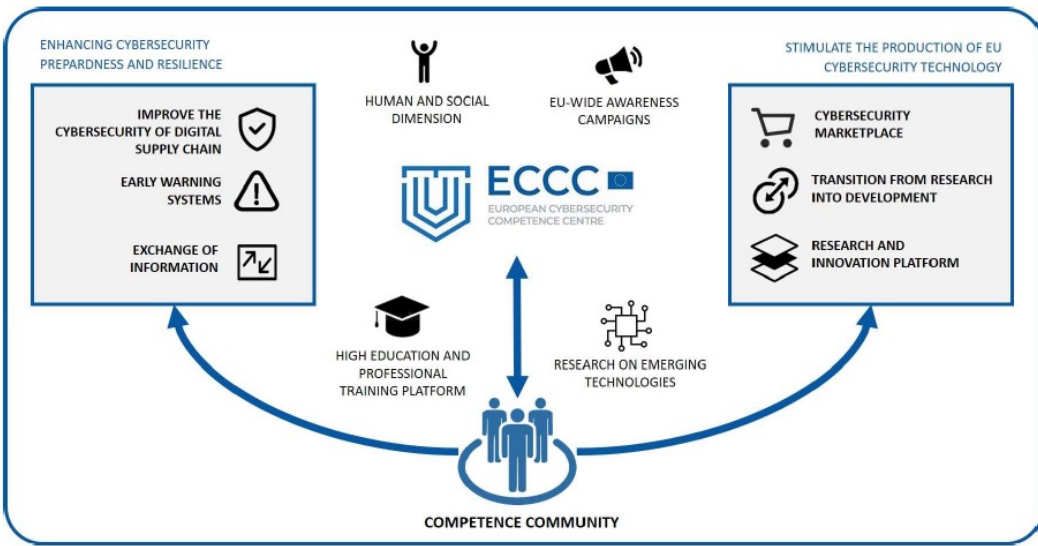 ENHANCING CYBERSECURITY
PREPARDNESS AND RESILIENCE
IMPROVE THE
CYBERSECURITY OF DIGITAL
SUPPLY CHAIN
EARLY WARNING
SYSTEMS
EXCHANGE OF
INFORMATION
HUMAN AND SOCIAL
DIMENSION
EU-WIDE AWARENESS
CAMPAIGNS
ECCC
EUROPEAN CYBERSECURITY
COMPETENCE CENTRE
STIMULATE THE PRODUCTION OF EU
CYBERSECURITY TECHNOLOGY
CYBERSECURITY
MARKETPLACE
TRANSITION FROM RESEARCH
INTO DEVELOPMENT
RESEARCH AND
INNOVATION PLATFORM
HIGH EDUCATION AND
PROFESSIONAL
TRAINING PLATFORM
RESEARCH ON EMERGING
TECHNOLOGIES
COMPETENCE COMMUNITY